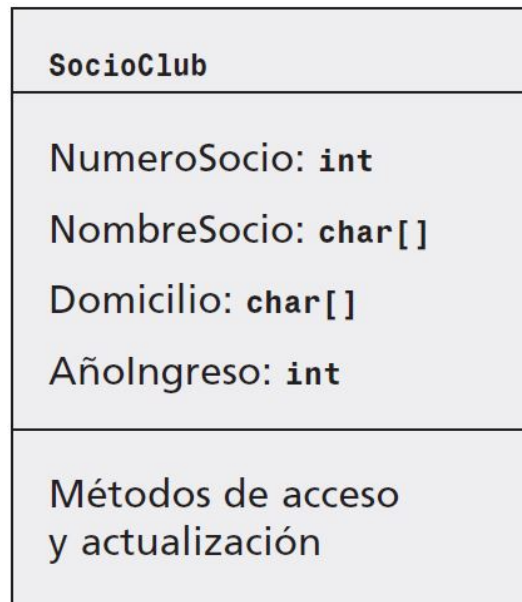 SocioClub
NumeroSocio: int
NombreSocio: char[]
Domicilio: char[]
AñoIngreso: int
Métodos de acceso
y actualización